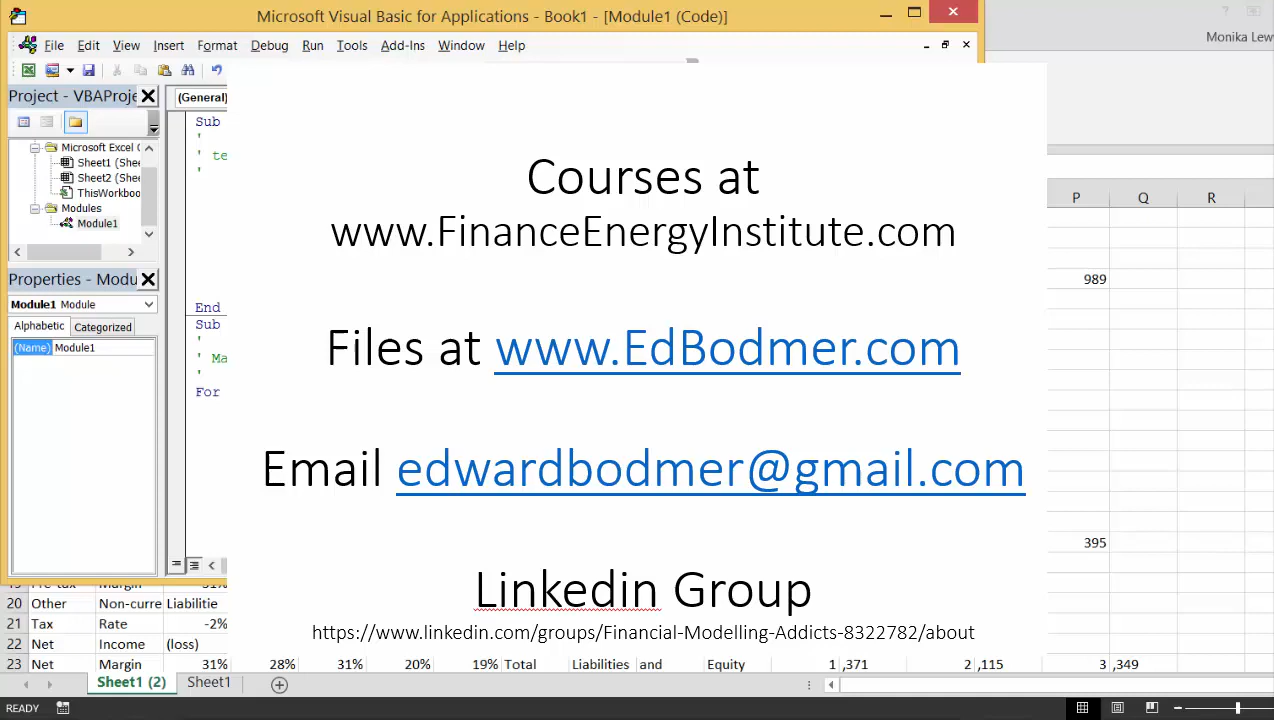 Microsoft Visual Basic for Applications - Book1 - [Module1 (Code)]
Monika Lew
File Edit View Insert Format Debug Run Tools Add-Ins Window Help
Project - VBAProje
(General)
Microsoft Excel C
Sheet1 (Shee
Sheet2 (Shee
ThisWorkboo
Modules
Module1
Properties - Modu
Module1 Module
Alphabetic Categorized
(Name) Module1
Sub
'
' te
'
End
Sub
'
' Ma
'
For
Courses at
www.FinanceEnergyInstitute.com
Files at www.EdBodmer.com
Email edwardbodmer@gmail.com
Linkedin Group
https://www.linkedin.com/groups/Financial-Modelling-Addicts-8322782/about
P Q R
989
395
20 Other Non-curre Liabilitie
21 Tax Rate -2%
22 Net Income (loss)
23 Net Margin 31% 28% 31% 20% 19% Total Liabilities and Equity 1 ,371 2 ,115 3 ,349
Sheet1 (2) Sheet1
READY